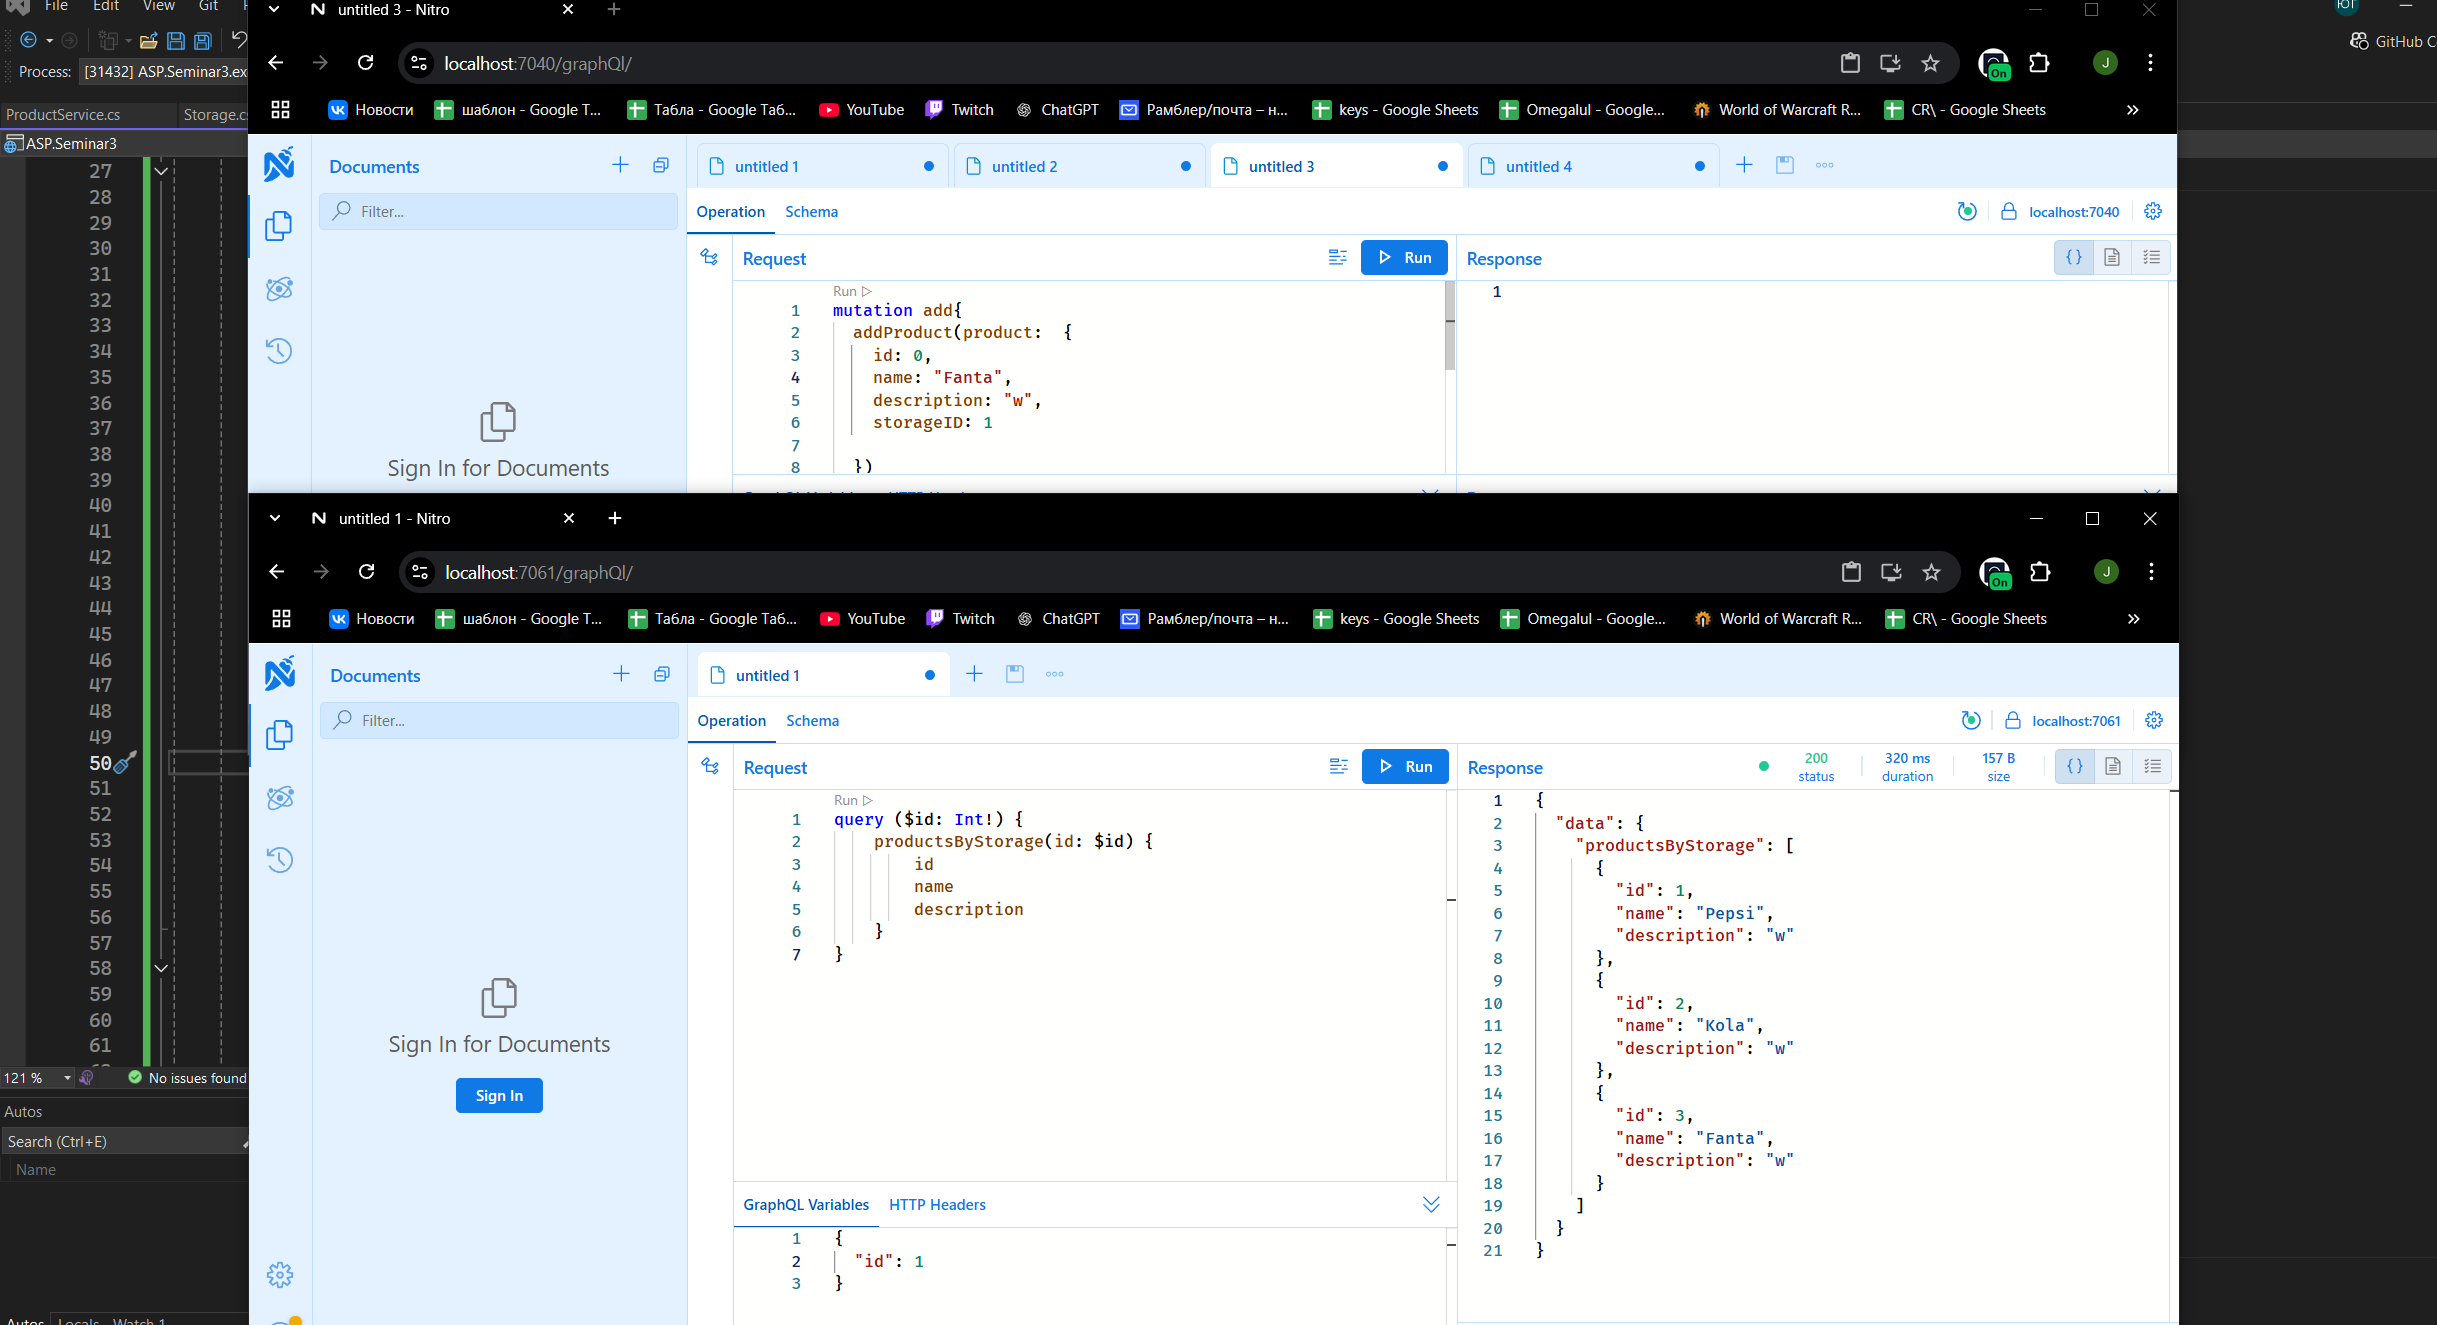 File Edit View Git
Process: [31432] ASP.Seminar3.ex
ProductService.cs Storage.c
ASP.Seminar3
27
28
29
30
31
32
33
34
35
36
37
38
39
40
41
42
43
44
45
46
47
48
49
50
51
52
53
54
55
56
57
58
59
60
61
121 % No issues found
Autos
Search (Ctrl+E)
Name
Autos Locals Watch 1
ЮТ
GitHub C
untitled 3 - Nitro
localhost:7040/graphQl/
On J
Новости шаблон - Google Т... Табла - Google Таб... YouTube Twitch ChatGPT Рамблер/почта – н... keys - Google Sheets Omegalul - Google... World of Warcraft R... CR\ - Google Sheets »
Documents
Filter...
Sign In for Documents
untitled 1 untitled 2 untitled 3 untitled 4
Operation Schema localhost:7040
Request Run Response
Run ▷
1 mutation add{
2 addProduct(product:  {
3 id: 0,
4 name: "Fanta",
5 description: "w",
6 storageID: 1
7
8 })
1
untitled 1 - Nitro
localhost:7061/graphQl/
On J
Новости шаблон - Google Т... Табла - Google Таб... YouTube Twitch ChatGPT Рамблер/почта – н... keys - Google Sheets Omegalul - Google... World of Warcraft R... CR\ - Google Sheets »
Documents
Filter...
Sign In for Documents
Sign In
untitled 1
Operation Schema localhost:7061
Request Run
Run ▷
1 query ($id: Int!) {
2 productsByStorage(id: $id) {
3 id
4 name
5 description
6 }
7 }
GraphQL Variables HTTP Headers
1 {
2 "id": 1
3 }
Response 200 status 320 ms duration 157 B size
1 {
2 "data": {
3 "productsByStorage": [
4 {
5 "id": 1,
6 "name": "Pepsi",
7 "description": "w"
8 },
9 {
10 "id": 2,
11 "name": "Kola",
12 "description": "w"
13 },
14 {
15 "id": 3,
16 "name": "Fanta",
17 "description": "w"
18 }
19 ]
20 }
21 }